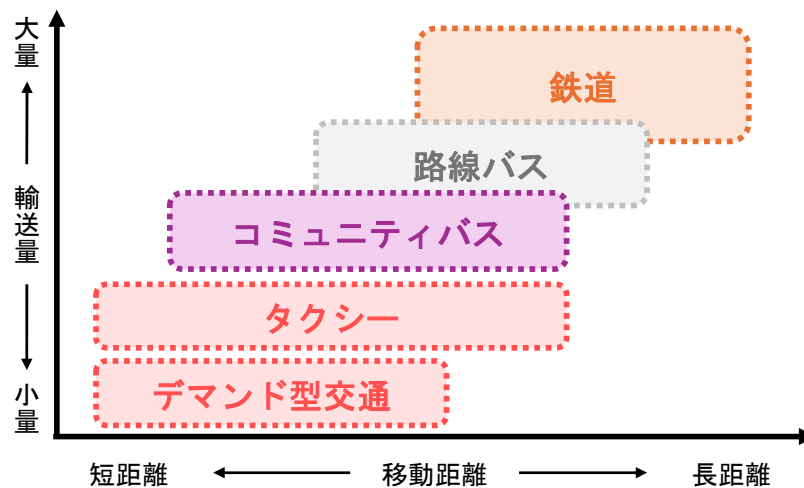 大量
輸送量
小量
鉄道
路線バス
コミュニティバス
タクシー
デマンド型交通
短距離
移動距離
長距離